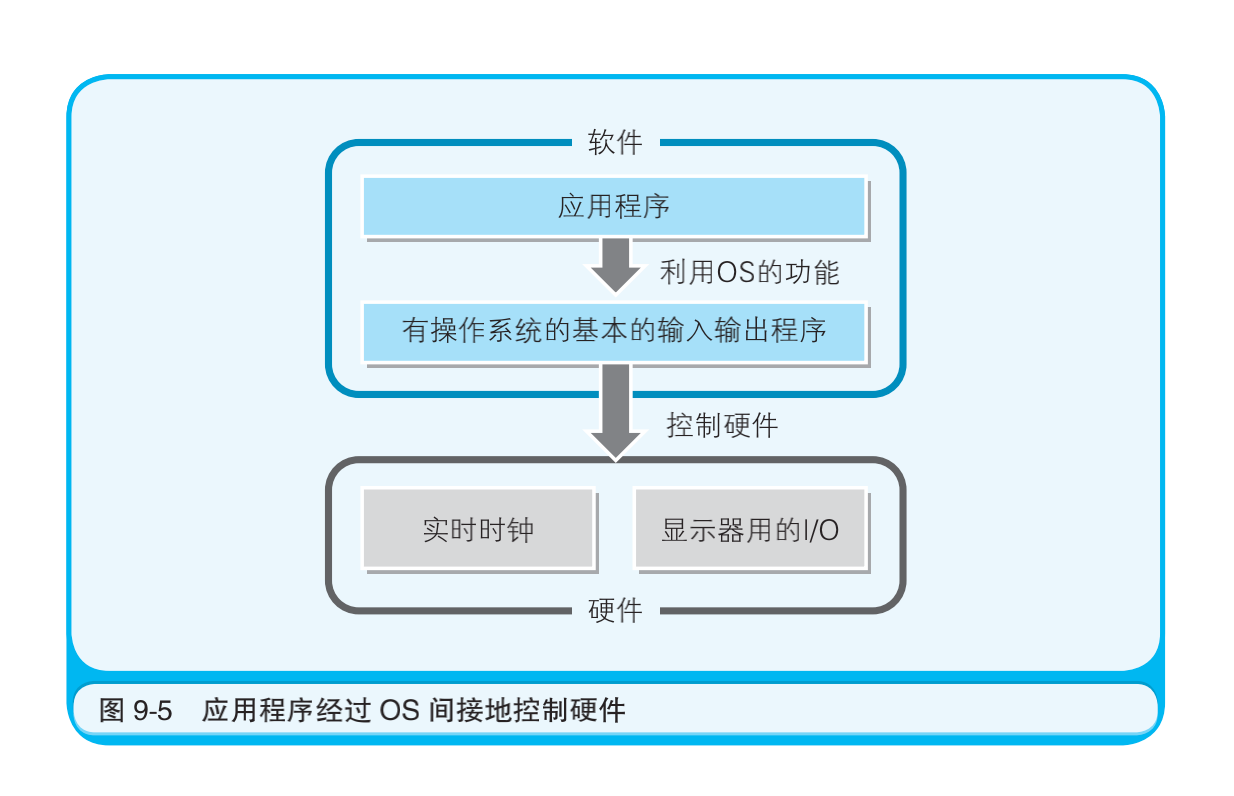 软件
应用程序
利用OS的功能
有操作系统的基本的输入输出程序
控制硬件
实时时钟
显示器用的I/O
硬件
图 9-5 应用程序经过 OS 间接地控制硬件